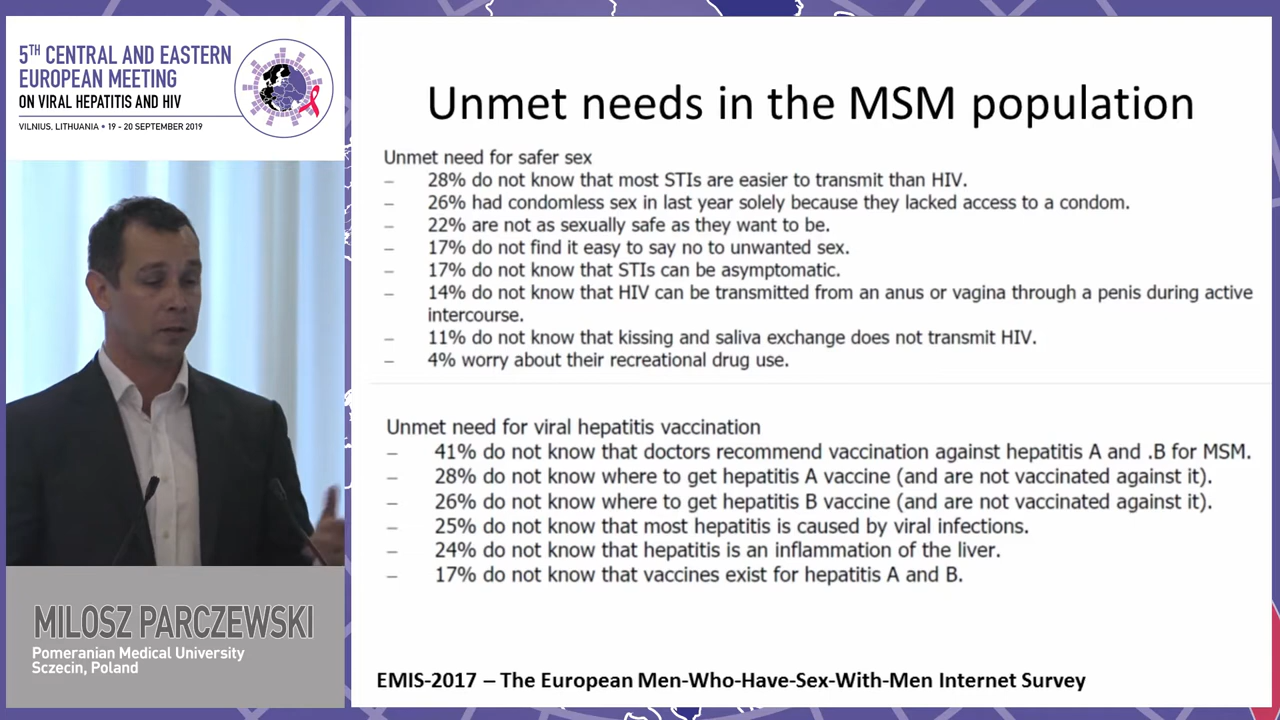 5TH CENTRAL AND EASTERN
EUROPEAN MEETING
ON VIRAL HEPATITIS AND HIV
VILNIUS, LITHUANIA • 19 - 20 SEPTEMBER 2019
MILOSZ PARCZEWSKI
Pomeranian Medical University
Sczecin, Poland
Unmet needs in the MSM population
Unmet need for safer sex
– 28% do not know that most STIs are easier to transmit than HIV.
– 26% had condomless sex in last year solely because they lacked access to a condom.
– 22% are not as sexually safe as they want to be.
– 17% do not find it easy to say no to unwanted sex.
– 17% do not know that STIs can be asymptomatic.
– 14% do not know that HIV can be transmitted from an anus or vagina through a penis during active
intercourse.
– 11% do not know that kissing and saliva exchange does not transmit HIV.
– 4% worry about their recreational drug use.
Unmet need for viral hepatitis vaccination
– 41% do not know that doctors recommend vaccination against hepatitis A and .B for MSM.
– 28% do not know where to get hepatitis A vaccine (and are not vaccinated against it).
– 26% do not know where to get hepatitis B vaccine (and are not vaccinated against it).
– 25% do not know that most hepatitis is caused by viral infections.
– 24% do not know that hepatitis is an inflammation of the liver.
– 17% do not know that vaccines exist for hepatitis A and B.
EMIS-2017 – The European Men-Who-Have-Sex-With-Men Internet Survey